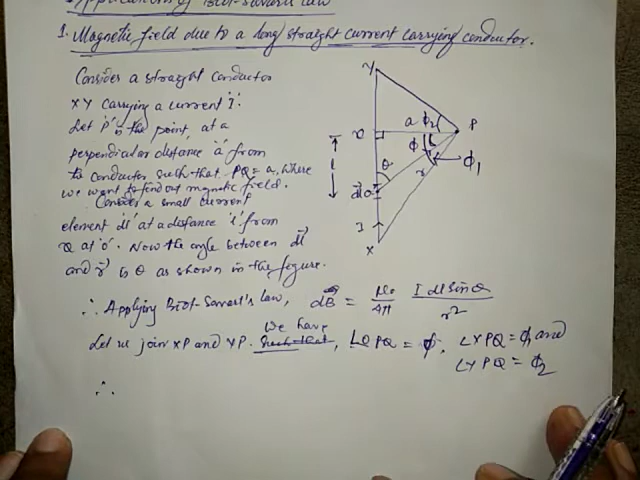 Applications of Biot-Savart law
1. Magnetic field due to a long straight current carrying conductor.
Consider a straight conductor
XY carrying a current 'I'.
Let 'P' is the point, at a
perpendicular distance 'a' from
the conductor such that PQ = a, where
we want to find out magnetic field.
Consider a small current
element dl at a distance 'l' from
Q at 'O'. Now the angle between dl
and r is θ as shown in the figure.
∴ Applying Biot-Savart's law, dB = μ₀/4π I dl sinθ/r²
we have
Let us join XP and YP. ∠OPQ = ϕ, ∠XPQ = ϕ₁ and
∠YPQ = ϕ₂
∴
Y
a ϕ₂ P
Q
l ϕ ϕ₁
θ r
dl O
I
X